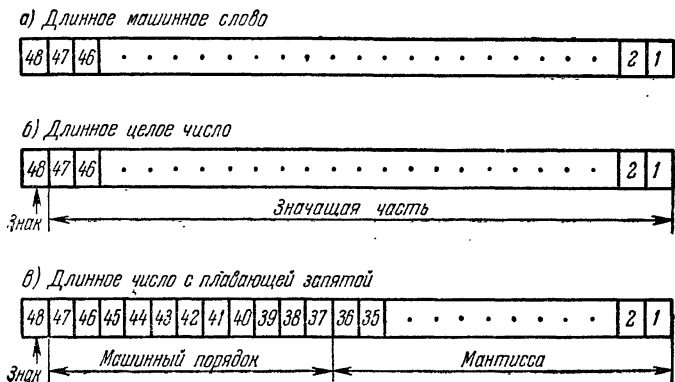 а) Длинное машинное слово
48 47 46 . . . . . . . . . . . . . . . . . . . 2 1
б) Длинное целое число
48 47 46 . . . . . . . . . . . . . . . . . . . 2 1
Знак
Значащая часть
в) Длинное число с плавающей запятой
48 47 46 45 44 43 42 41 40 39 38 37 36 35 . . . . . . . . 2 1
Знак
Машинный порядок
Мантисса